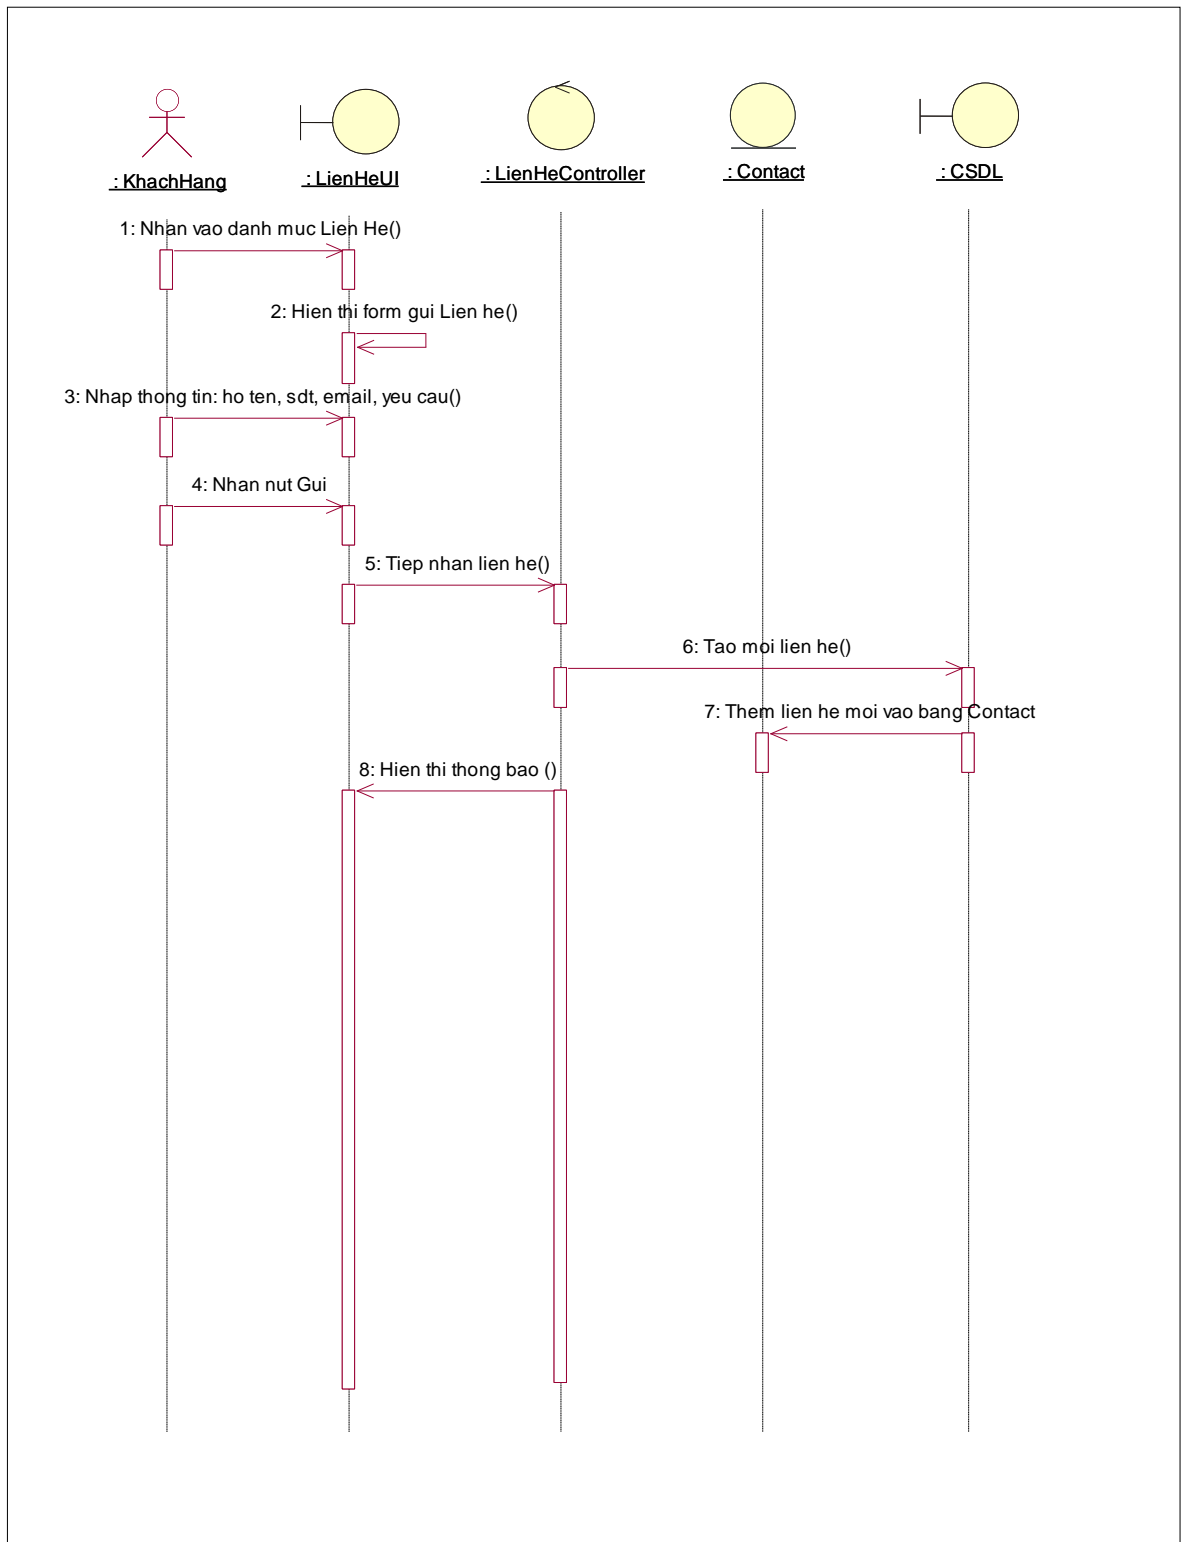 : KhachHang
: LienHeUI
: LienHeController
: Contact
: CSDL
1: Nhan vao danh muc Lien He()
2: Hien thi form gui Lien he()
3: Nhap thong tin: ho ten, sdt, email, yeu cau()
4: Nhan nut Gui
5: Tiep nhan lien he()
6: Tao moi lien he()
7: Them lien he moi vao bang Contact
8: Hien thi thong bao ()